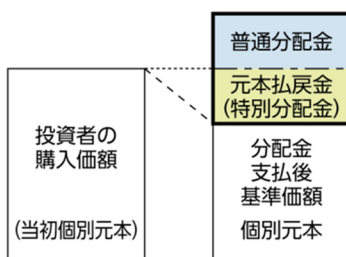 普通分配金
元本払戻金
(特別分配金)
投資者の
購入価額
(当初個別元本)
分配金
支払後
基準価額
個別元本